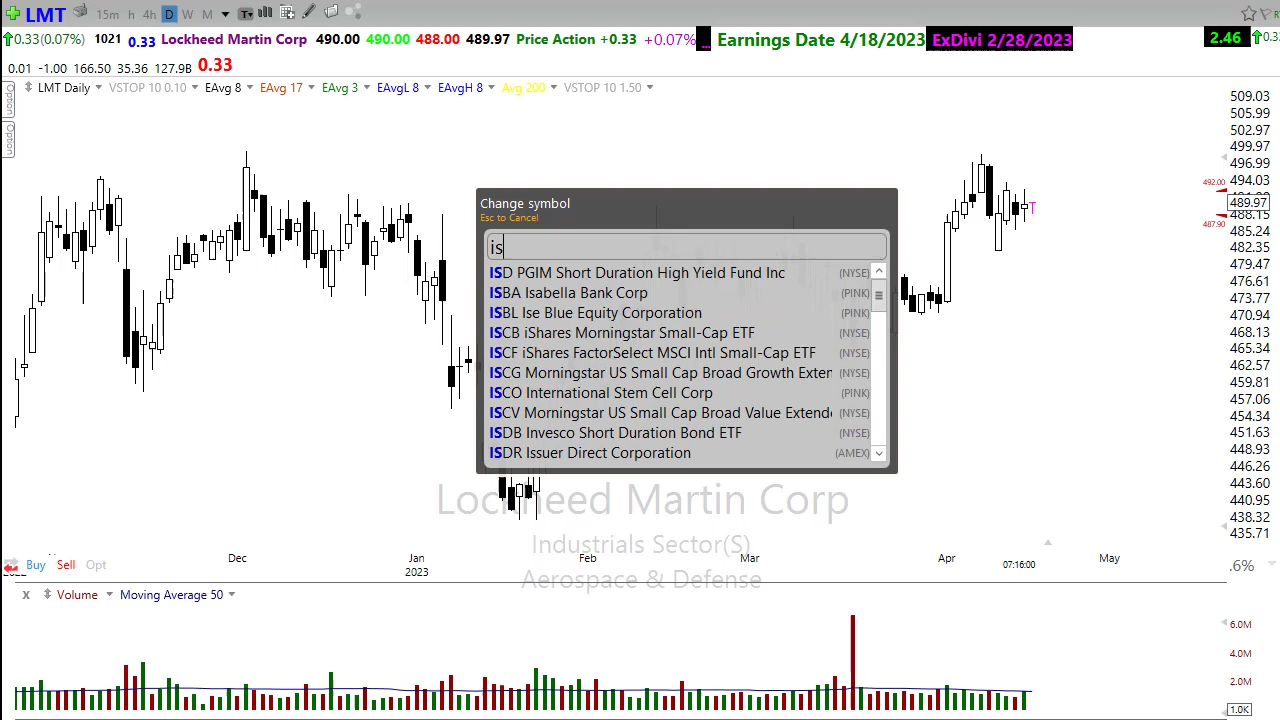 LMT 15m h 4h D W M T
0.33(0.07%) 1021 0.33 Lockheed Martin Corp 490.00 490.00 488.00 489.97 Price Action +0.33 +0.07% ... Earnings Date 4/18/2023 ExDivi 2/28/2023 2.46
0.01 -1.00 166.50 35.36 127.9B 0.33
Option
Option
LMT Daily VSTOP 10 0.10 EAvg 8 EAvg 17 EAvg 3 EAvgL 8 EAvgH 8 Avg 200 VSTOP 10 1.50
509.03
505.99
502.97
499.97
496.99
494.03
492.00
489.97
T
488.15
487.90
485.24
482.35
479.47
476.61
473.77
470.94
468.13
465.34
462.57
459.81
457.06
454.34
451.63
448.93
446.26
443.60
440.95
438.32
435.71
Change symbol
Esc to Cancel
is
ISD PGIM Short Duration High Yield Fund Inc (NYSE)
ISBA Isabella Bank Corp (PINK)
ISBL Ise Blue Equity Corporation (PINK)
ISCB iShares Morningstar Small-Cap ETF (NYSE)
ISCF iShares FactorSelect MSCI Intl Small-Cap ETF (NYSE)
ISCG Morningstar US Small Cap Broad Growth Exten (NYSE)
ISCO International Stem Cell Corp (PINK)
ISCV Morningstar US Small Cap Broad Value Extende (NYSE)
ISDB Invesco Short Duration Bond ETF (NYSE)
ISDR Issuer Direct Corporation (AMEX)
Lockheed Martin Corp
Industrials Sector(S)
Aerospace & Defense
Dec Jan Feb Mar Apr May
2023 07:16:00
Buy Sell Opt
.6%
x Volume Moving Average 50
6.0M
4.0M
2.0M
1.0K